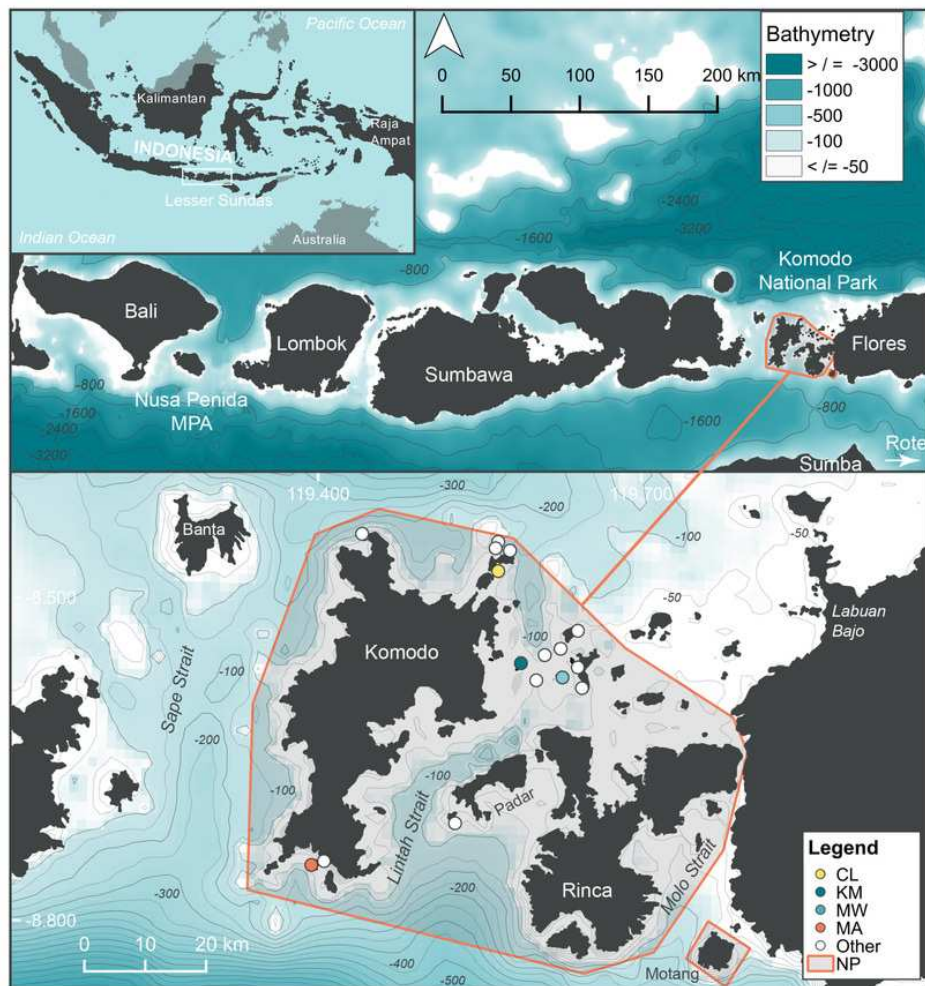 Pacific Ocean
Kalimantan
Raja
Ampat
INDONESIA
Lesser Sundas
Indian Ocean
Australia
0 50 100 150 200 km
Bathymetry
> / = -3000
-1000
-500
-100
< /= -50
-2400
-3200
-1600
-800
Komodo
National Park
Bali
Lombok
Sumbawa
Flores
-800
-1600
-2400
-3200
Nusa Penida
MPA
-1600
-800
Rote
Sumba
119.400
-300
-200
119.700
-50
-100
Banta
-8.500
-50
Labuan
Bajo
-100
Komodo
Sape Strait
-100
-200
-100
-100
Padar
Lintah Strait
Rinca
Molo Strait
-300
-200
-8.800
0 10 20 km
-400
-500
Motang
Legend
CL
KM
MW
MA
Other
NP